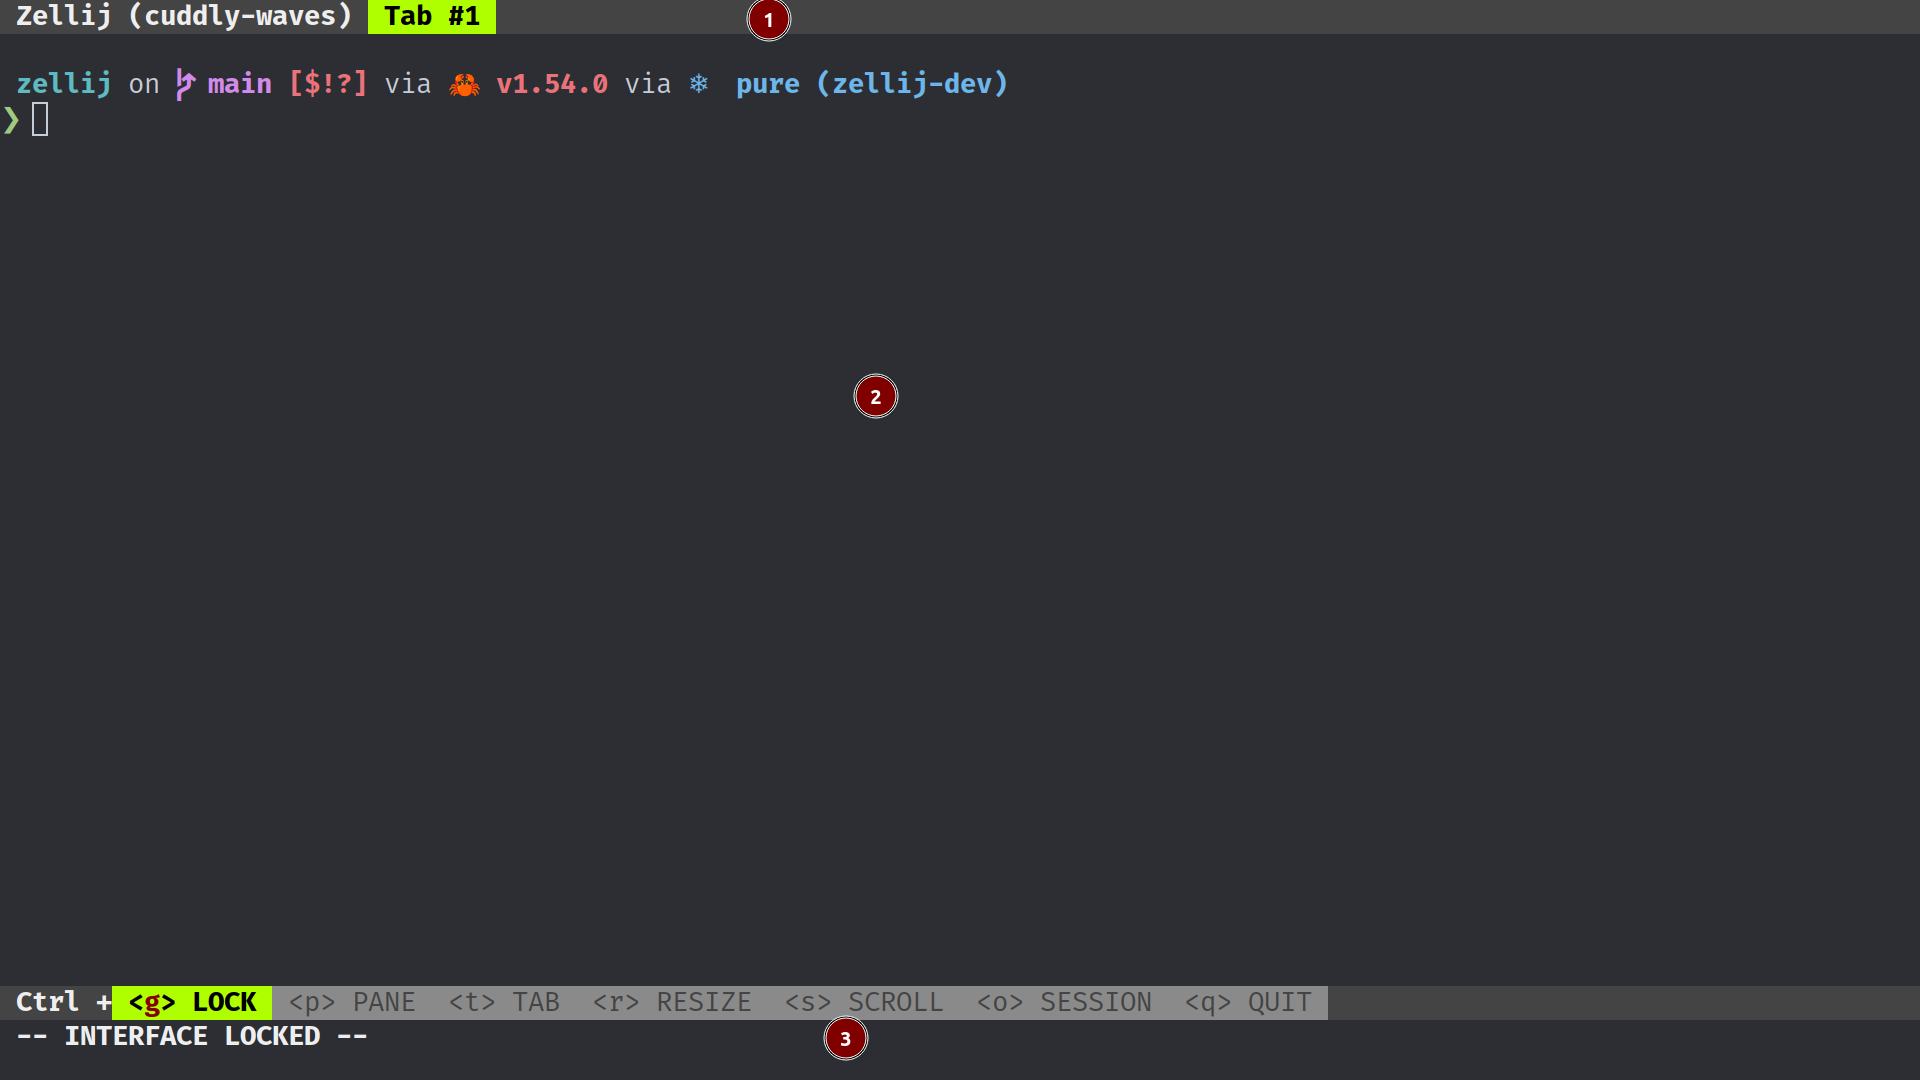 Zellij (cuddly-waves) Tab #1
1
zellij on main [$!?] via 🦀 v1.54.0 via ❄ pure (zellij-dev)
❯
2
Ctrl + <g> LOCK <p> PANE <t> TAB <r> RESIZE <s> SCROLL <o> SESSION <q> QUIT
-- INTERFACE LOCKED --
3